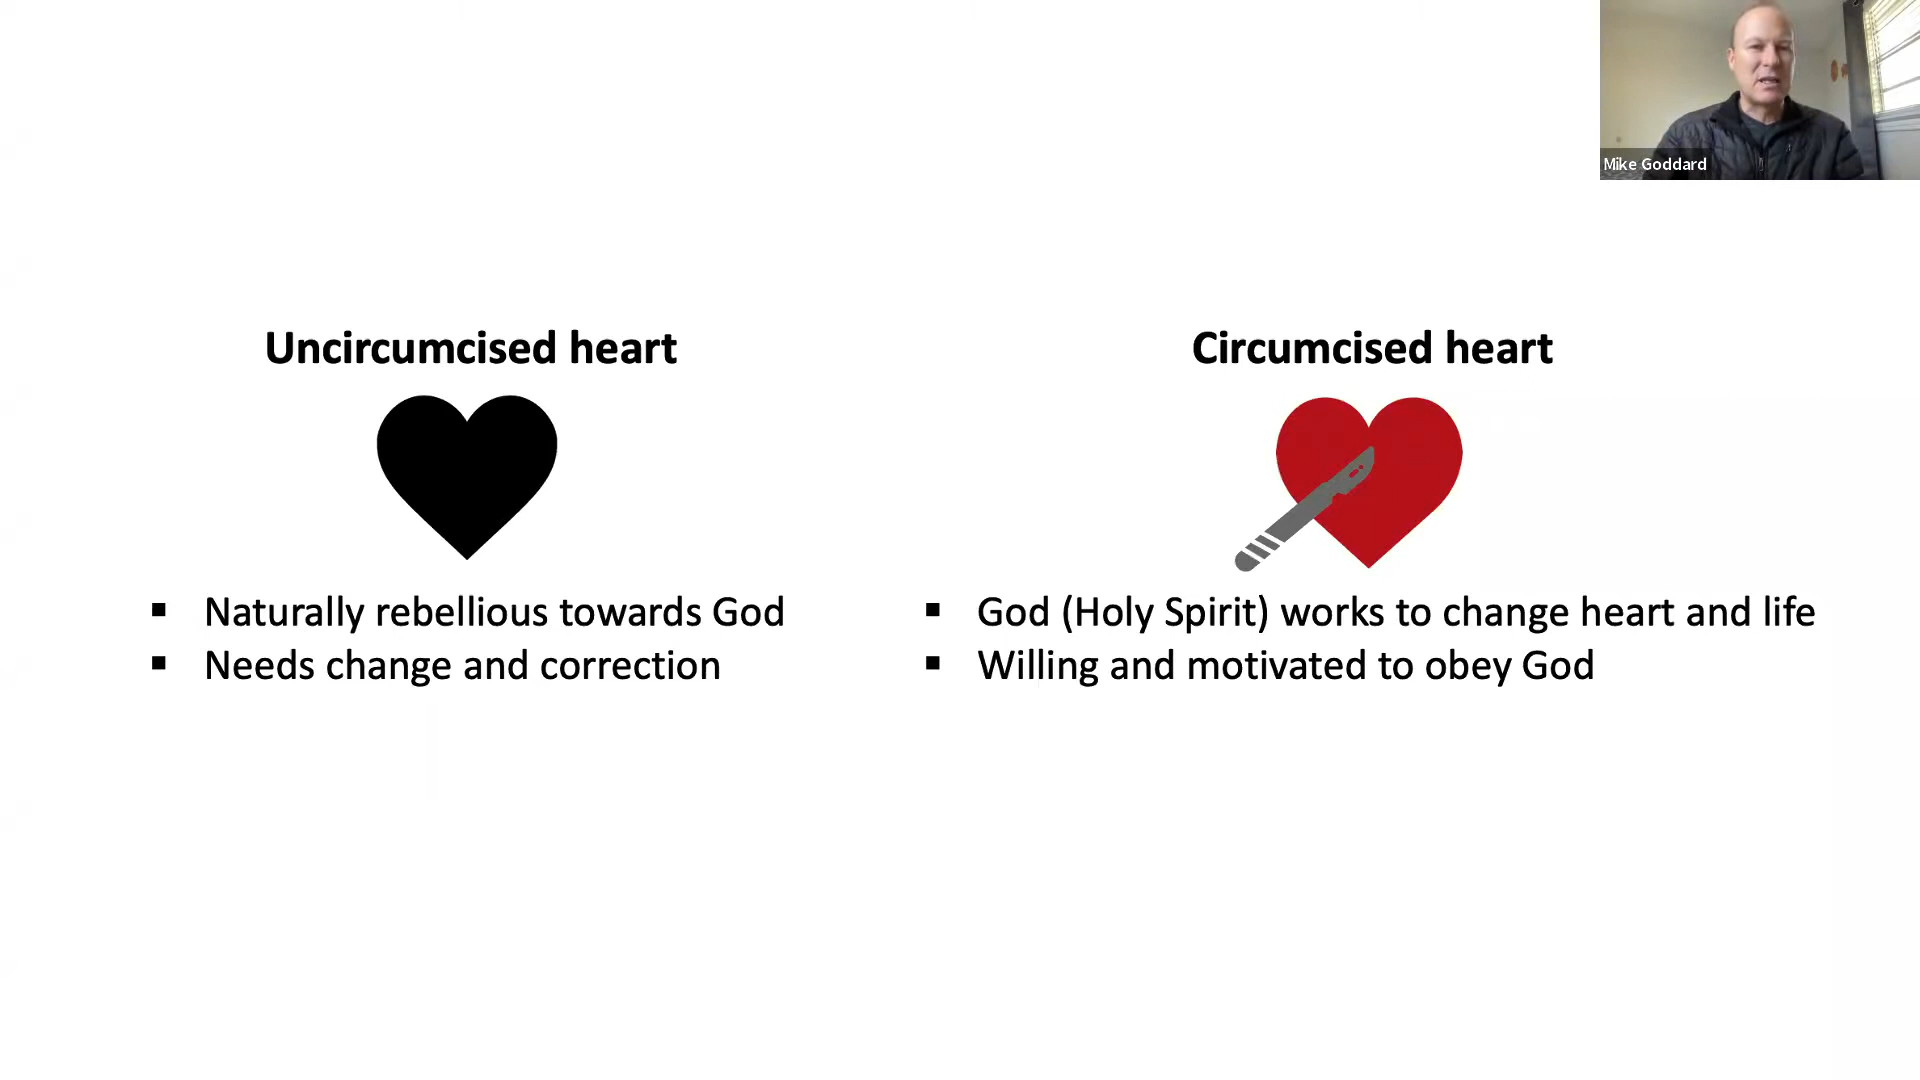 Mike Goddard
Uncircumcised heart
Naturally rebellious towards God
Needs change and correction
Circumcised heart
God (Holy Spirit) works to change heart and life
Willing and motivated to obey God